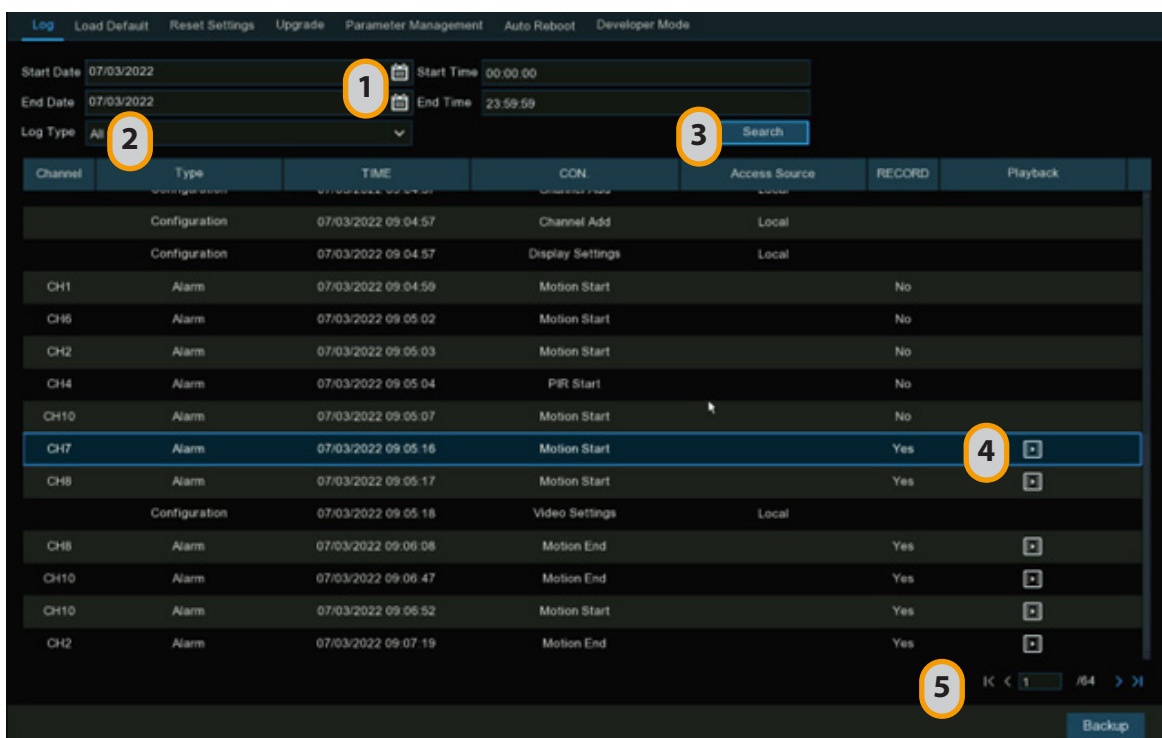 Log Load Default Reset Settings Upgrade Parameter Management Auto Reboot Developer Mode
Start Date 07/03/2022 1 Start Time 00:00:00
End Date 07/03/2022 End Time 23:59:59
Log Type All 2 3 Search
Channel Type TIME CON. Access Source RECORD Playback
Configuration 07/03/2022 09:04:57 Channel Add Local
Configuration 07/03/2022 09:04:57 Channel Add Local
Configuration 07/03/2022 09:04:57 Display Settings Local
CH1 Alarm 07/03/2022 09:04:59 Motion Start No
CH6 Alarm 07/03/2022 09:05:02 Motion Start No
CH2 Alarm 07/03/2022 09:05:03 Motion Start No
CH4 Alarm 07/03/2022 09:05:04 PIR Start No
CH10 Alarm 07/03/2022 09:05:07 Motion Start No
CH7 Alarm 07/03/2022 09:05:16 Motion Start Yes 4
CH8 Alarm 07/03/2022 09:05:17 Motion Start Yes
Configuration 07/03/2022 09:05:18 Video Settings Local
CH8 Alarm 07/03/2022 09:06:08 Motion End Yes
CH10 Alarm 07/03/2022 09:06:47 Motion End Yes
CH10 Alarm 07/03/2022 09:06:52 Motion Start Yes
CH2 Alarm 07/03/2022 09:07:19 Motion End Yes
5 1 /64
Backup